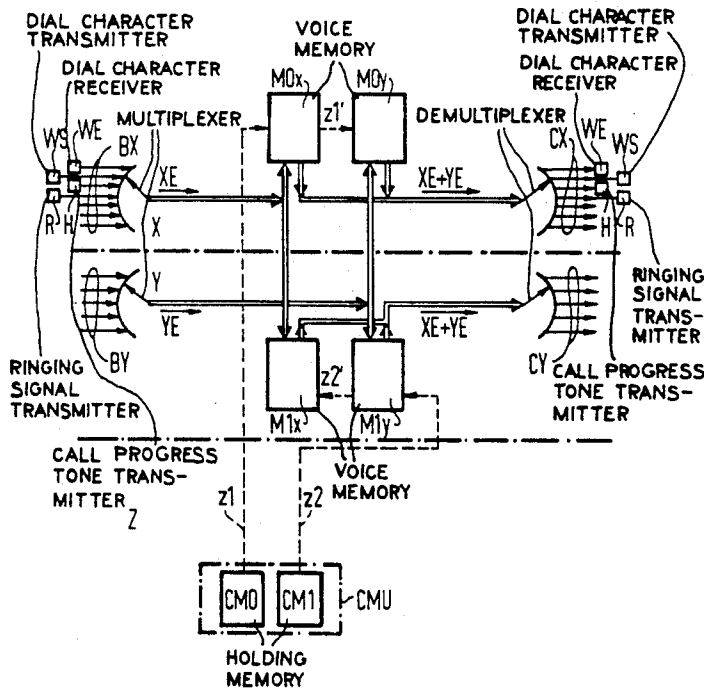 DIAL CHARACTER
TRANSMITTER
DIAL CHARACTER
RECEIVER
MULTIPLEXER
VOICE
MEMORY
M0x
M0y
z1'
DEMULTIPLEXER
DIAL CHARACTER
TRANSMITTER
DIAL CHARACTER
RECEIVER
WS
WE
BX
XE
XE+YE
CX
WE
WS
R
H
X
H
R
Y
YE
XE+YE
BY
CY
RINGING
SIGNAL
TRANSMITTER
RINGING
SIGNAL
TRANS-
MITTER
CALL PROGRESS
TONE TRANS-
MITTER
z2'
M1x
M1y
CALL PROGRESS
TONE TRANS-
MITTER
Z
VOICE
MEMORY
z1
z2
CM0
CM1
CMU
HOLDING
MEMORY